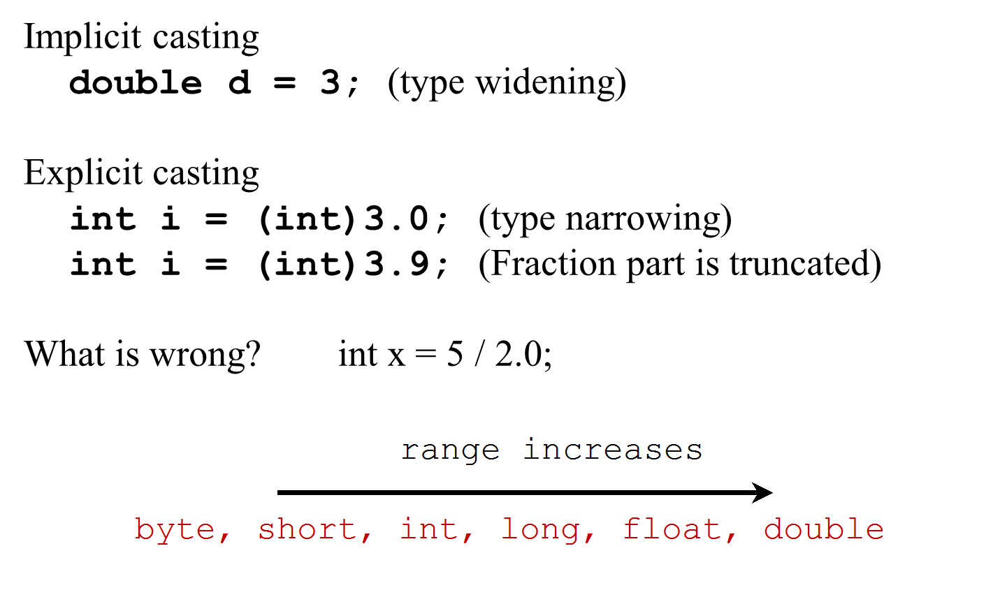 Implicit casting
double d = 3; (type widening)
Explicit casting
int i = (int)3.0; (type narrowing)
int i = (int)3.9; (Fraction part is truncated)
What is wrong? int x = 5 / 2.0;
range increases
byte, short, int, long, float, double